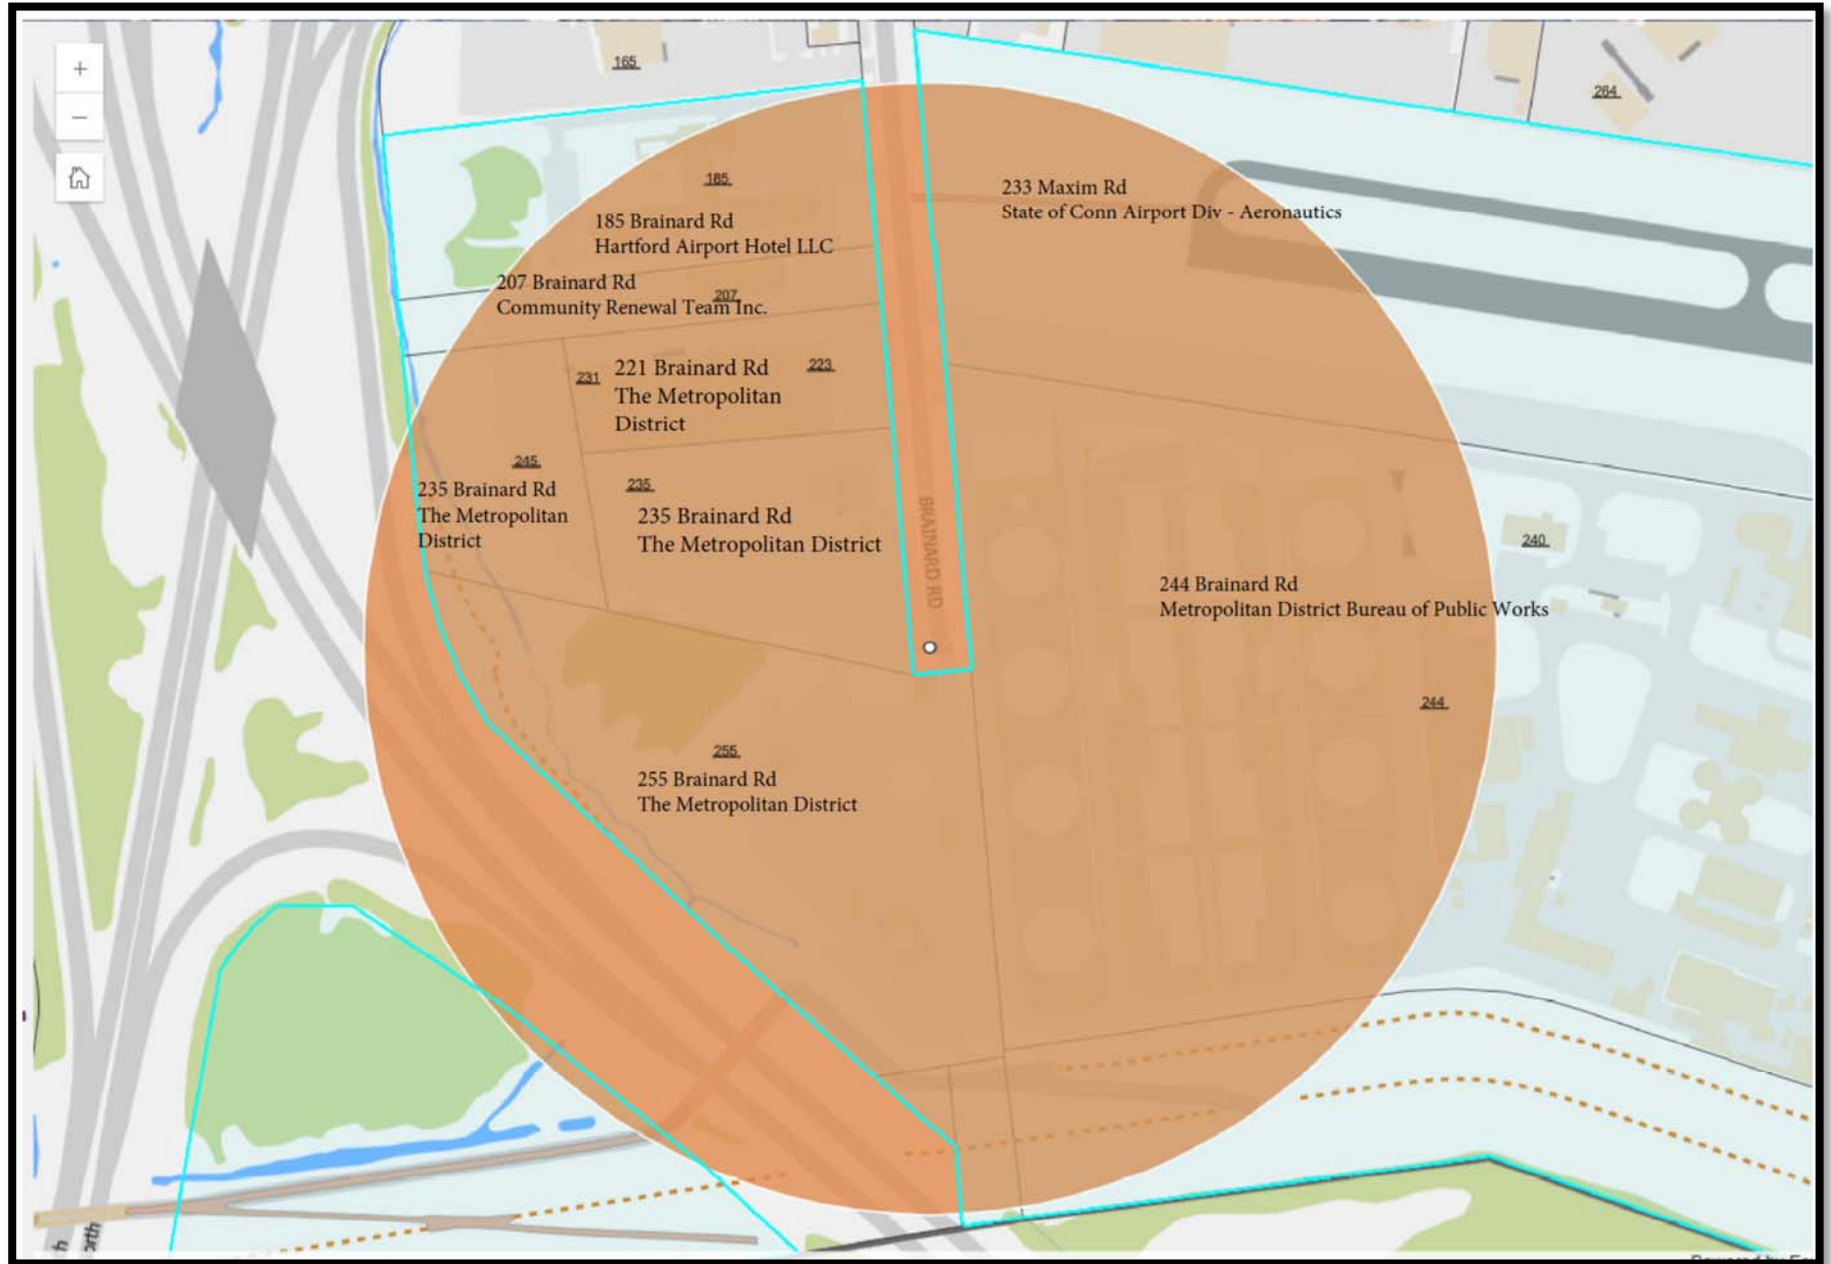 +
−
165
264
185
185 Brainard Rd
Hartford Airport Hotel LLC
233 Maxim Rd
State of Conn Airport Div - Aeronautics
207 Brainard Rd
207
Community Renewal Team Inc.
231
221 Brainard Rd
The Metropolitan
District
223
245
235 Brainard Rd
The Metropolitan
District
235
235 Brainard Rd
The Metropolitan District
BRAINARD RD
240
244 Brainard Rd
Metropolitan District Bureau of Public Works
244
255
255 Brainard Rd
The Metropolitan District